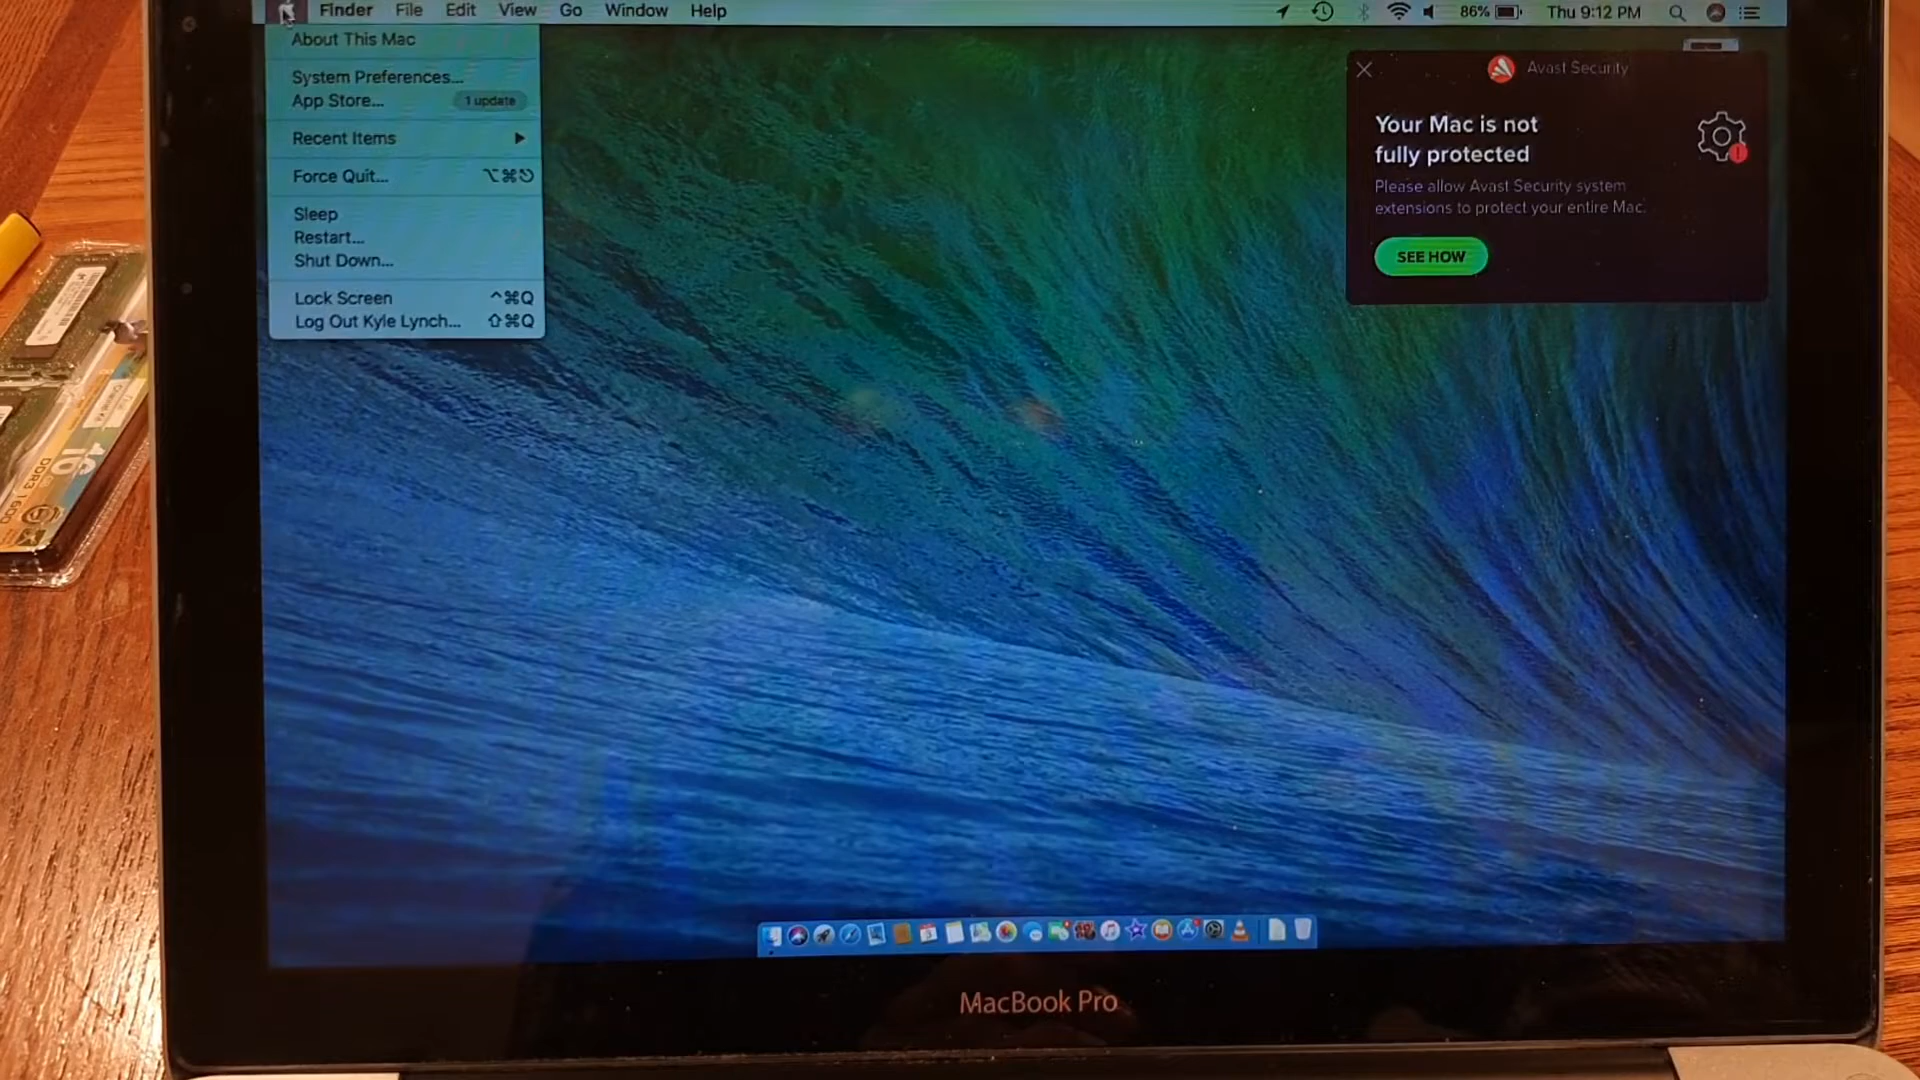 Finder File Edit View Go Window Help
86% Thu 9:12 PM
About This Mac
System Preferences...
App Store... 1 update
Recent Items
Force Quit... ⌥⌘⎋
Sleep
Restart...
Shut Down...
Lock Screen ^⌘Q
Log Out Kyle Lynch... ⇧⌘Q
Avast Security
Your Mac is not
fully protected
Please allow Avast Security system
extensions to protect your entire Mac.
SEE HOW
16
DDR3 1600
MacBook Pro